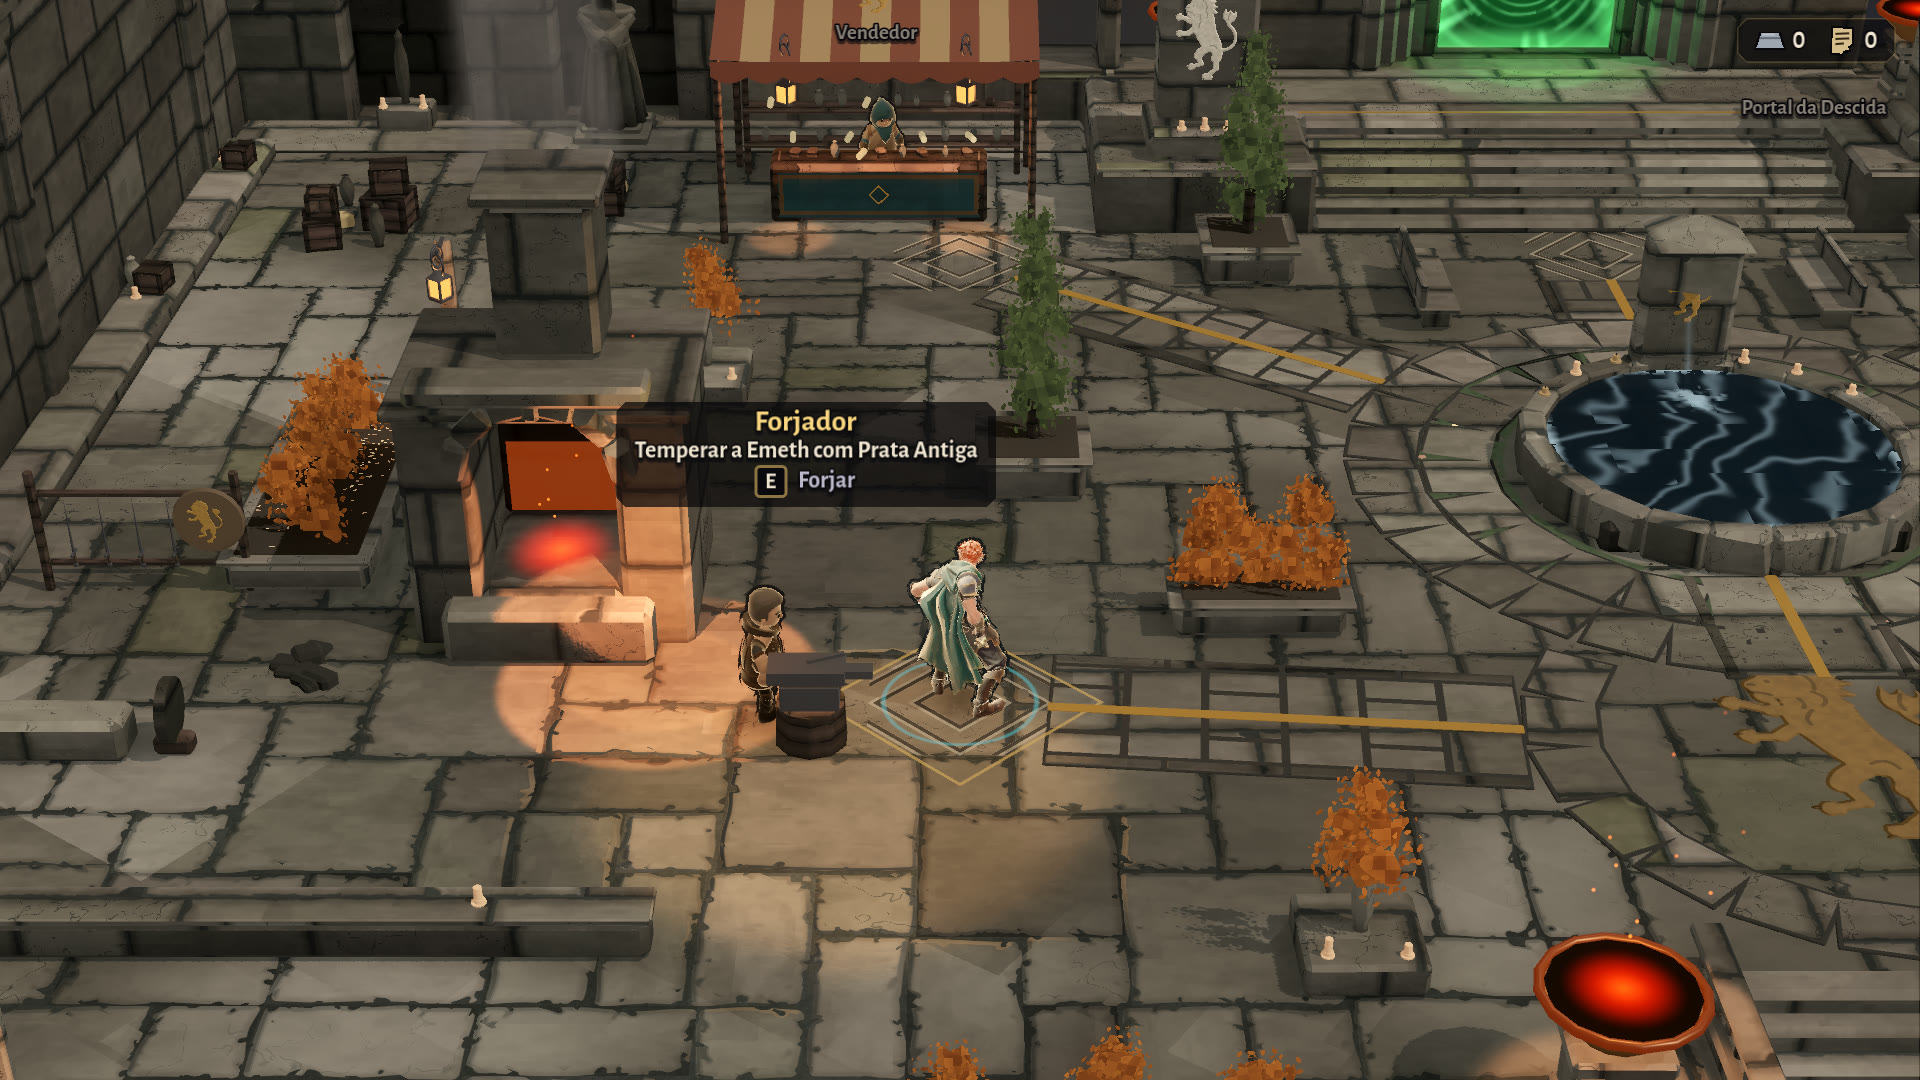 Vendedor
0 0
Portal da Descida
Forjador
Temperar a Emeth com Prata Antiga
E Forjar